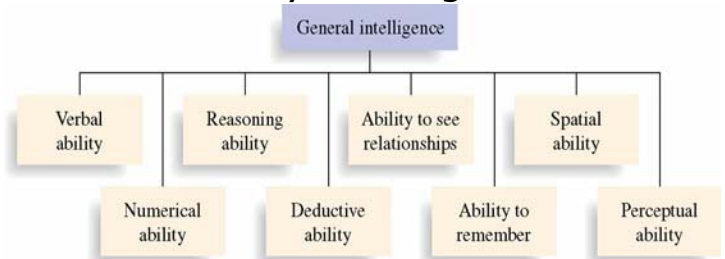 General intelligence
Verbal
ability
Reasoning
ability
Ability to see
relationships
Spatial
ability
Numerical
ability
Deductive
ability
Ability to
remember
Perceptual
ability